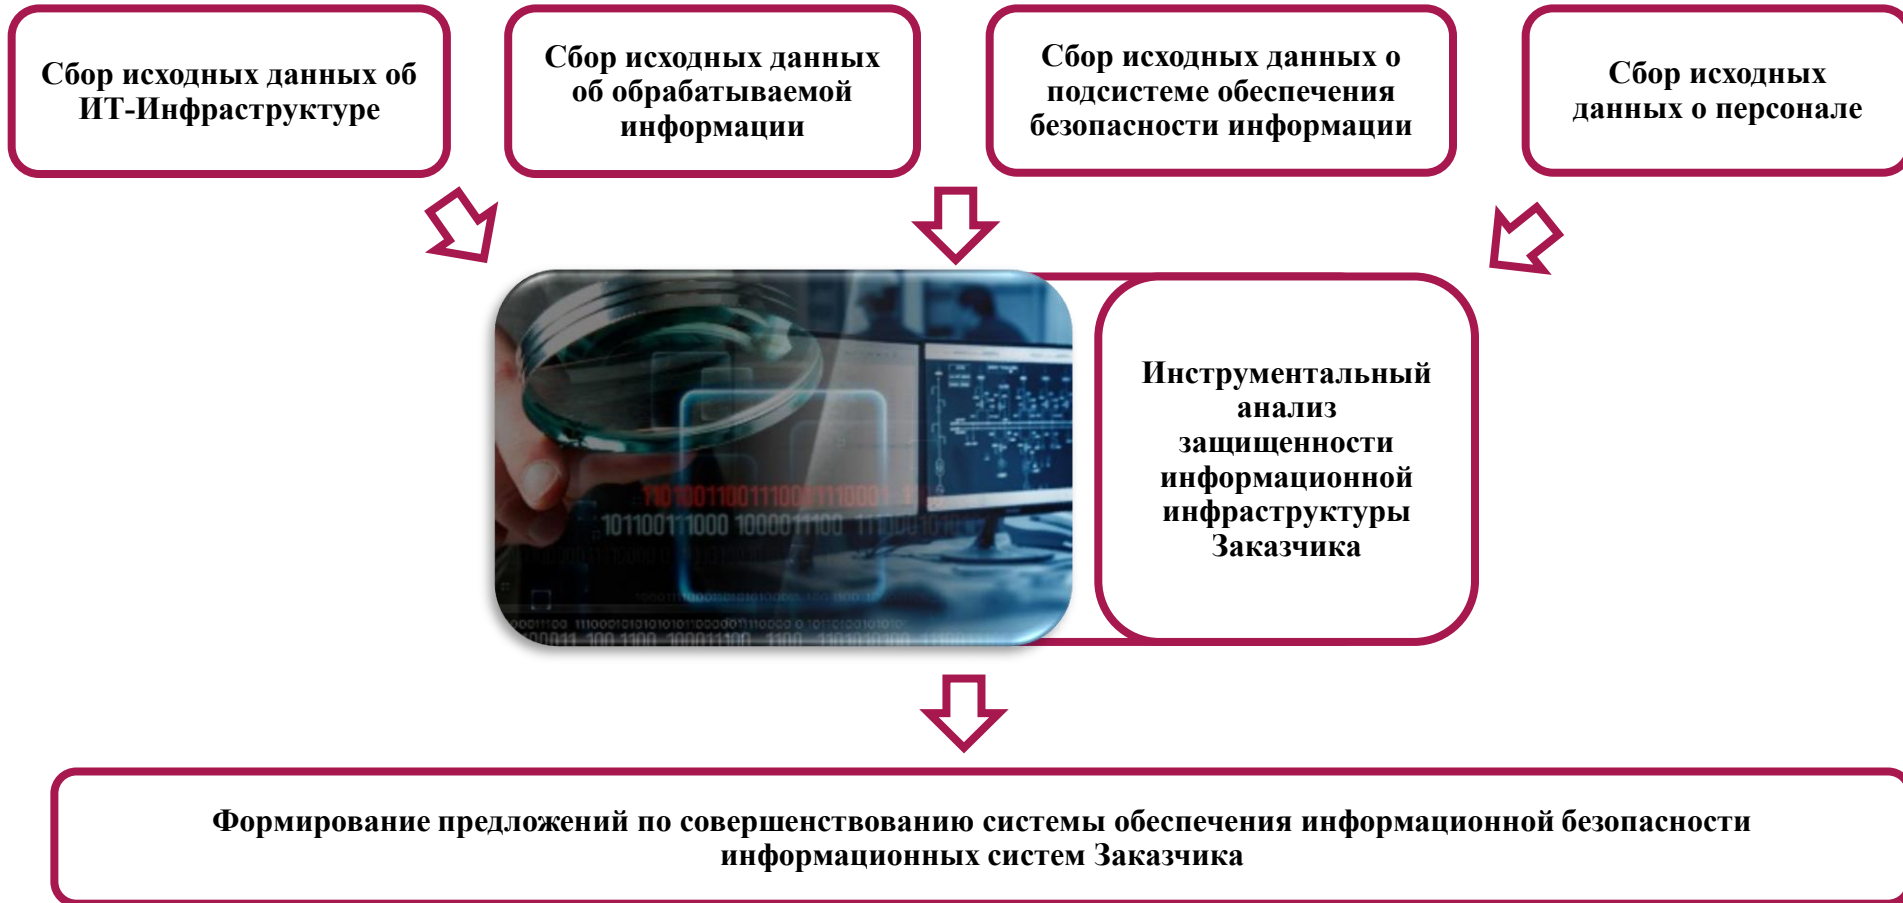 Сбор исходных данных об
ИТ-Инфраструктуре
Сбор исходных данных
об обрабатываемой
информации
Сбор исходных данных о
подсистеме обеспечения
безопасности информации
Сбор исходных
данных о персонале
Инструментальный
анализ
защищенности
информационной
инфраструктуры
Заказчика
Формирование предложений по совершенствованию системы обеспечения информационной безопасности
информационных систем Заказчика